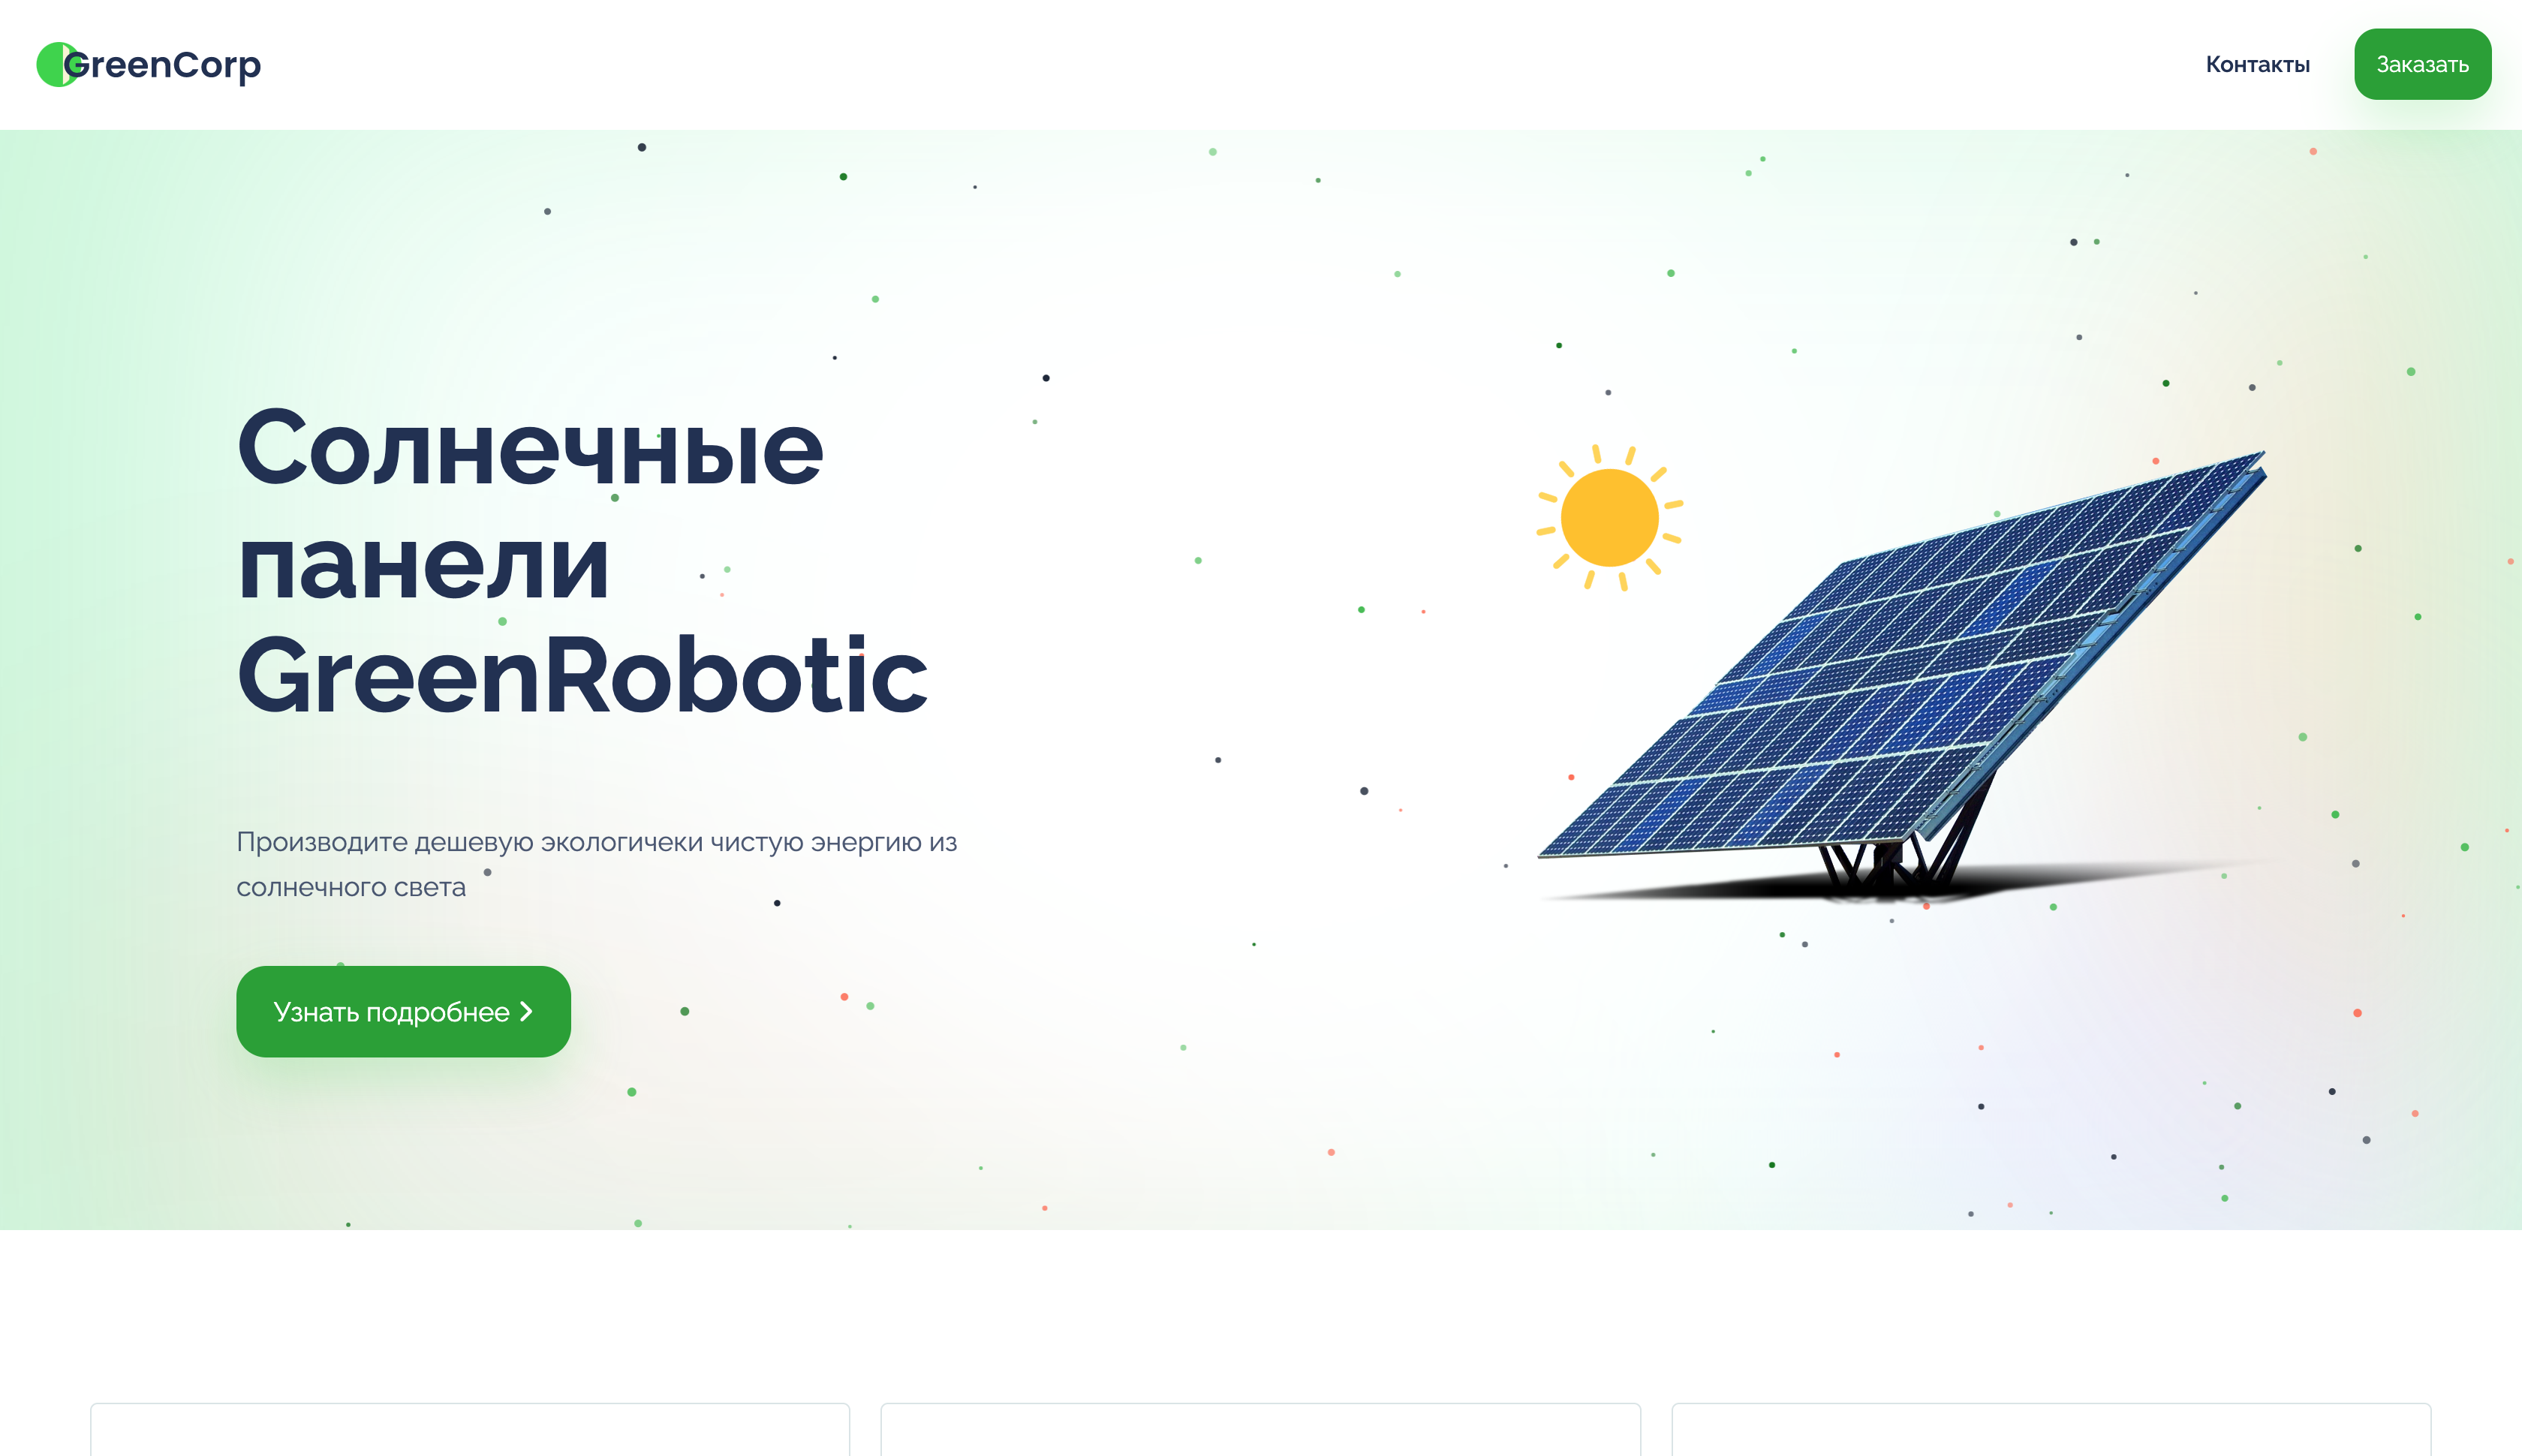 GreenCorp
Контакты
Заказать
Солнечные
панели
GreenRobotic
Производите дешевую экологичеки чистую энергию из
солнечного света
Узнать подробнее